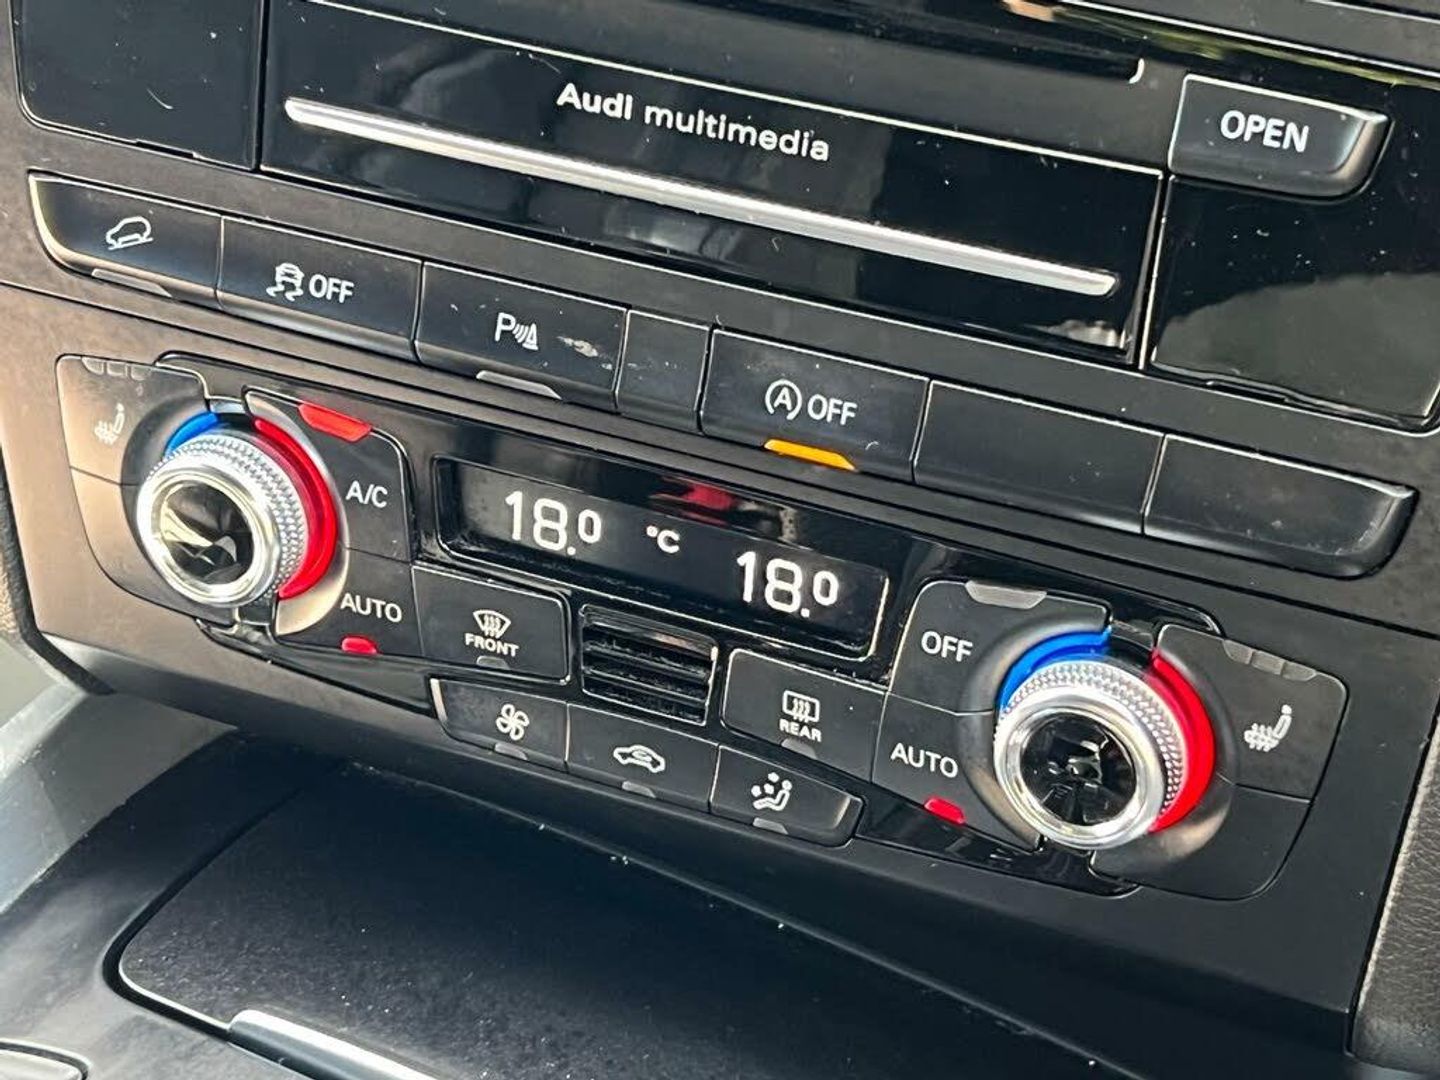 Audi multimedia
OPEN
OFF
P
A OFF
A/C
18.0 °C 18.0
AUTO
FRONT
OFF
REAR
AUTO